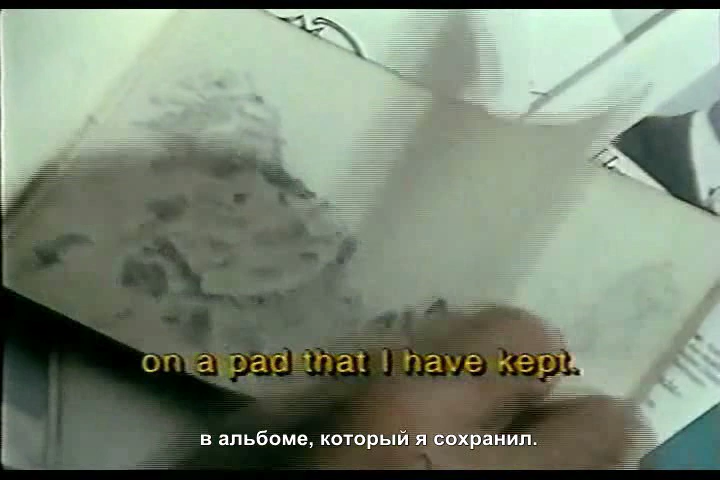 on a pad that I have kept.
в альбоме, который я сохранил.